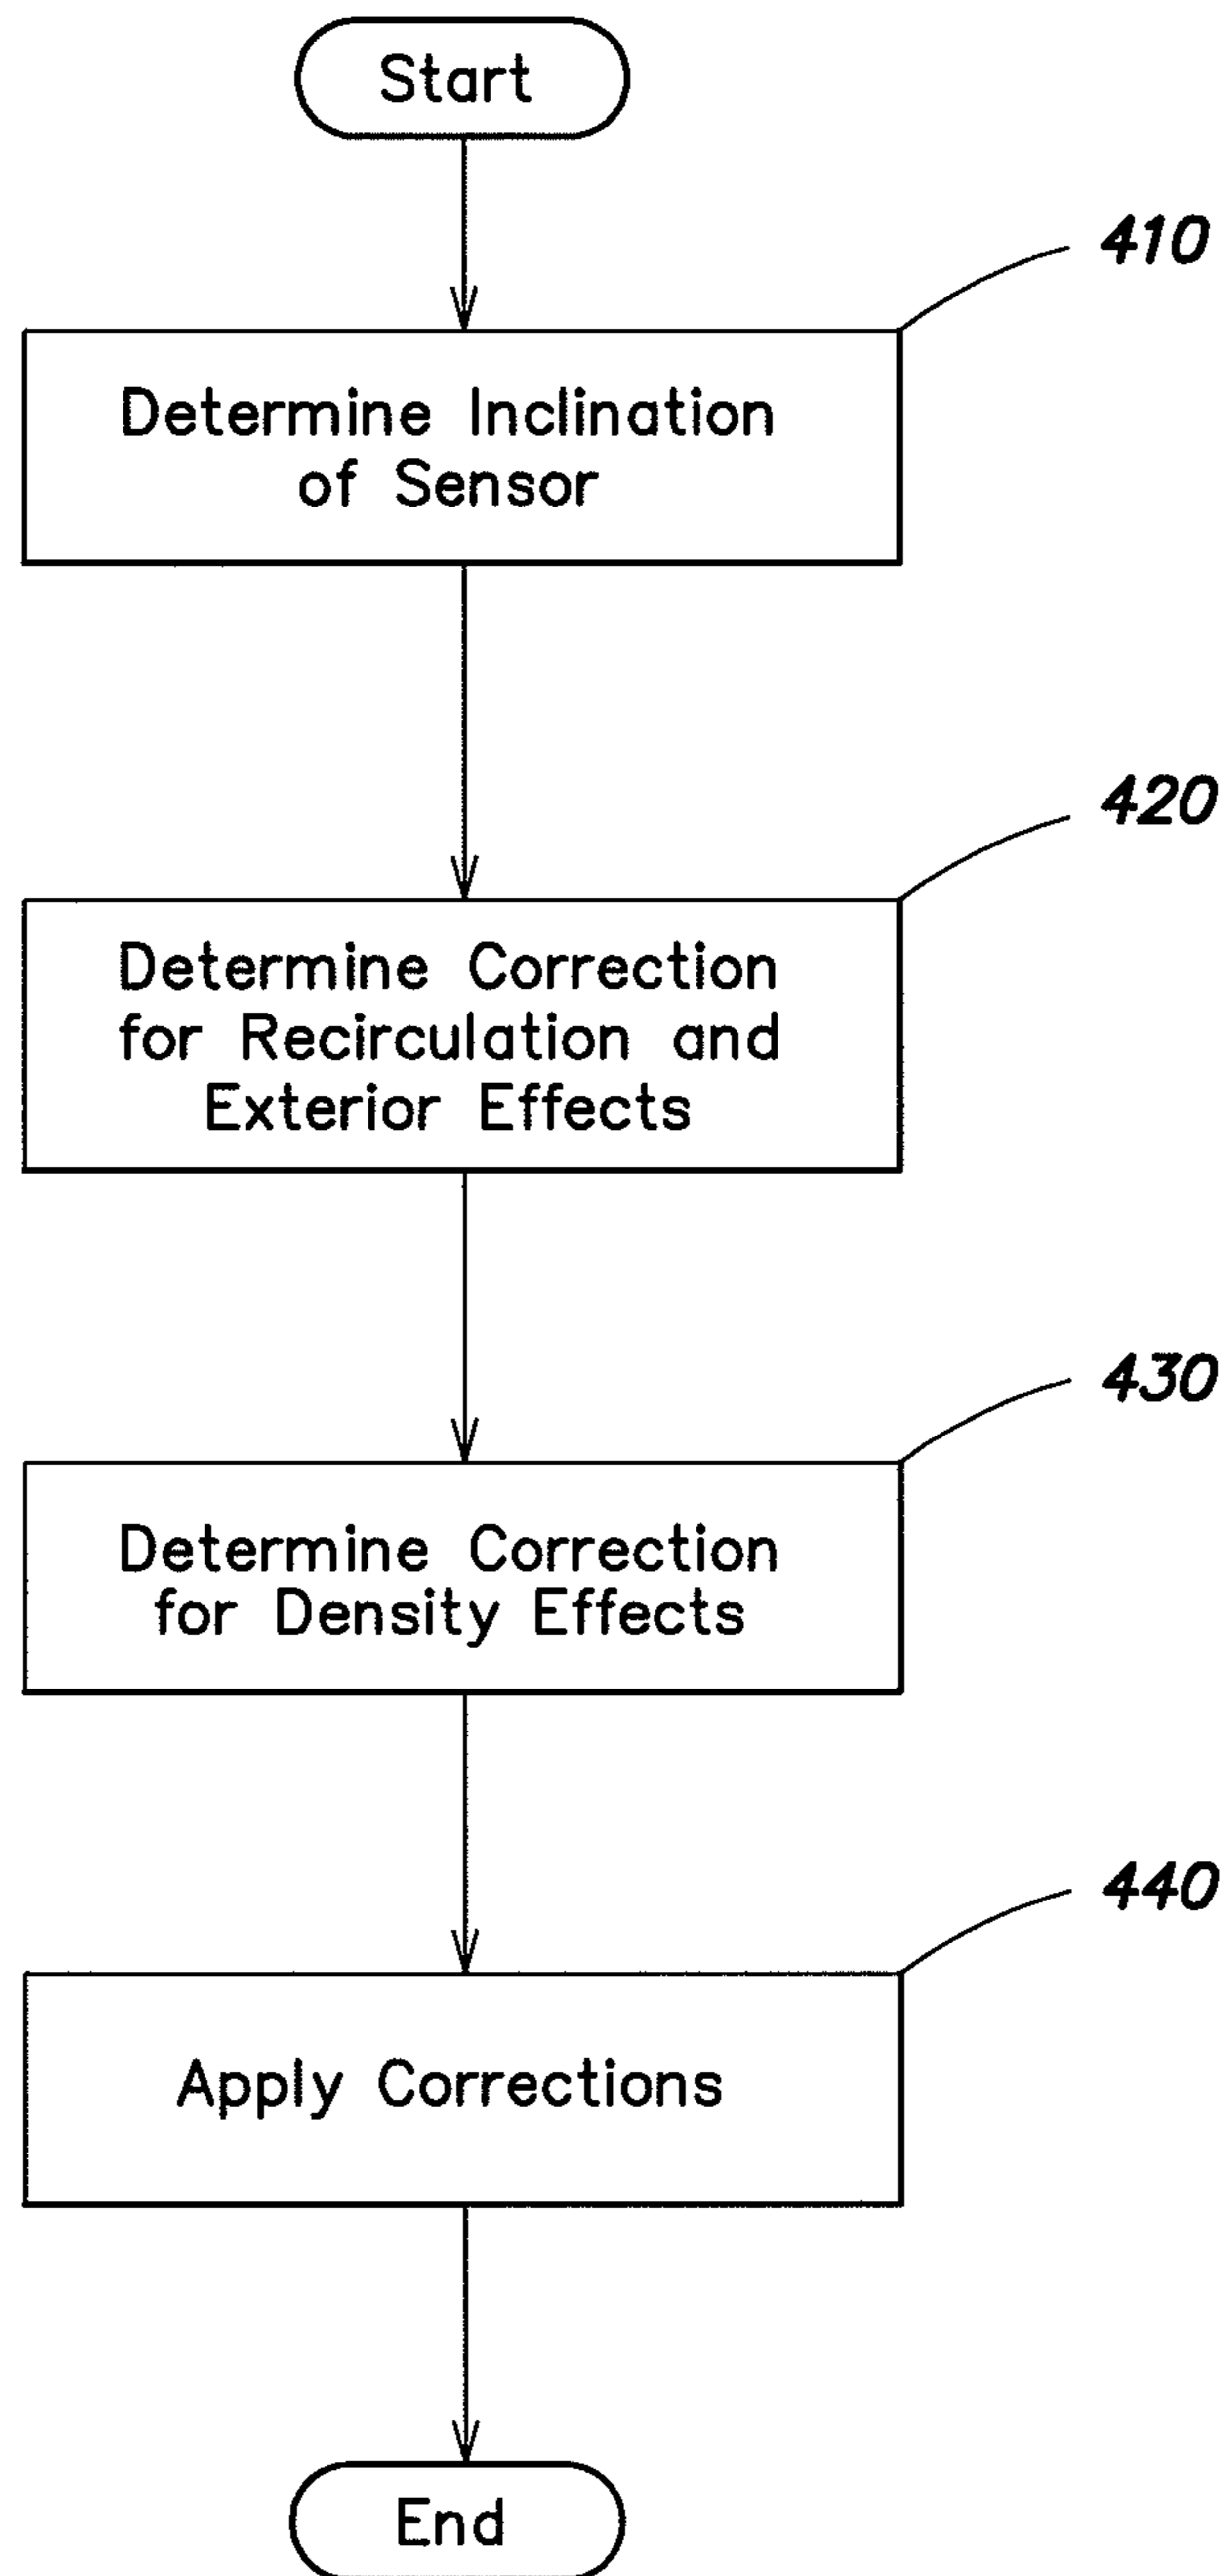 Start
410
Determine Inclination
of Sensor
420
Determine Correction
for Recirculation and
Exterior Effects
430
Determine Correction
for Density Effects
440
Apply Corrections
End